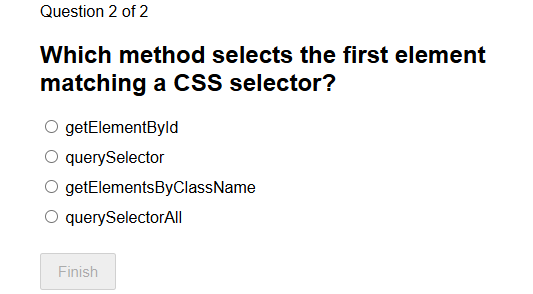 Question 2 of 2
Which method selects the first element
matching a CSS selector?
getElementById
querySelector
getElementsByClassName
querySelectorAll
Finish